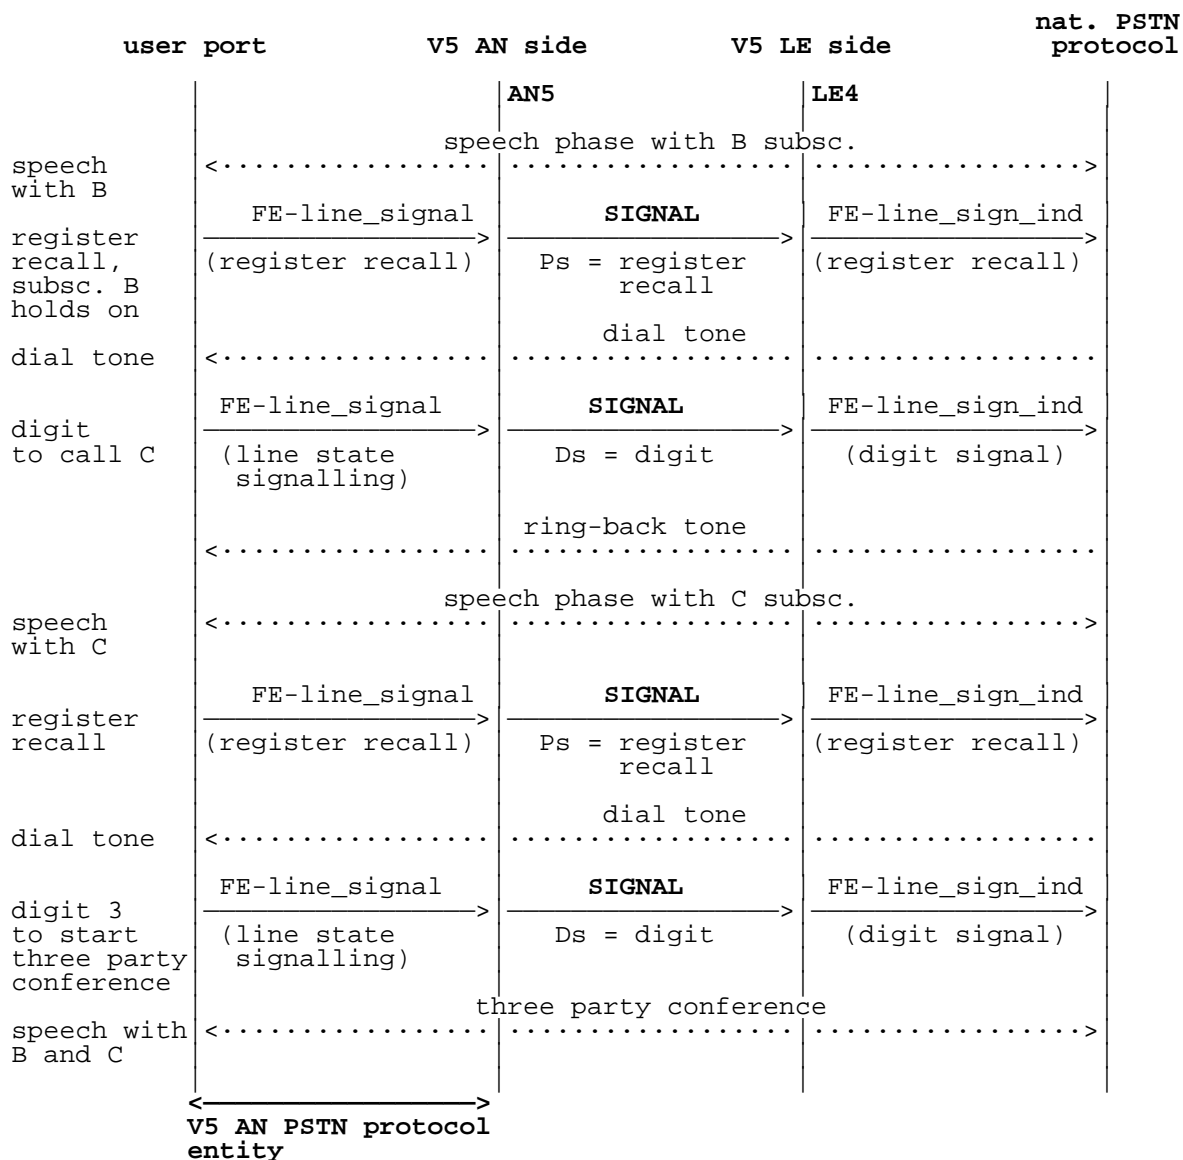 nat. PSTN
user port V5 AN side V5 LE side protocol
AN5 LE4
speech phase with B subsc.
speech
with B
FE-line_signal SIGNAL FE-line_sign_ind
register
recall, (register recall) Ps = register (register recall)
subsc. B recall
holds on
dial tone
dial tone
FE-line_signal SIGNAL FE-line_sign_ind
digit
to call C (line state Ds = digit (digit signal)
signalling)
ring-back tone
speech phase with C subsc.
speech
with C
FE-line_signal SIGNAL FE-line_sign_ind
register
recall (register recall) Ps = register (register recall)
recall
dial tone
dial tone
FE-line_signal SIGNAL FE-line_sign_ind
digit 3
to start (line state Ds = digit (digit signal)
three party signalling)
conference
three party conference
speech with
B and C
V5 AN PSTN protocol
entity